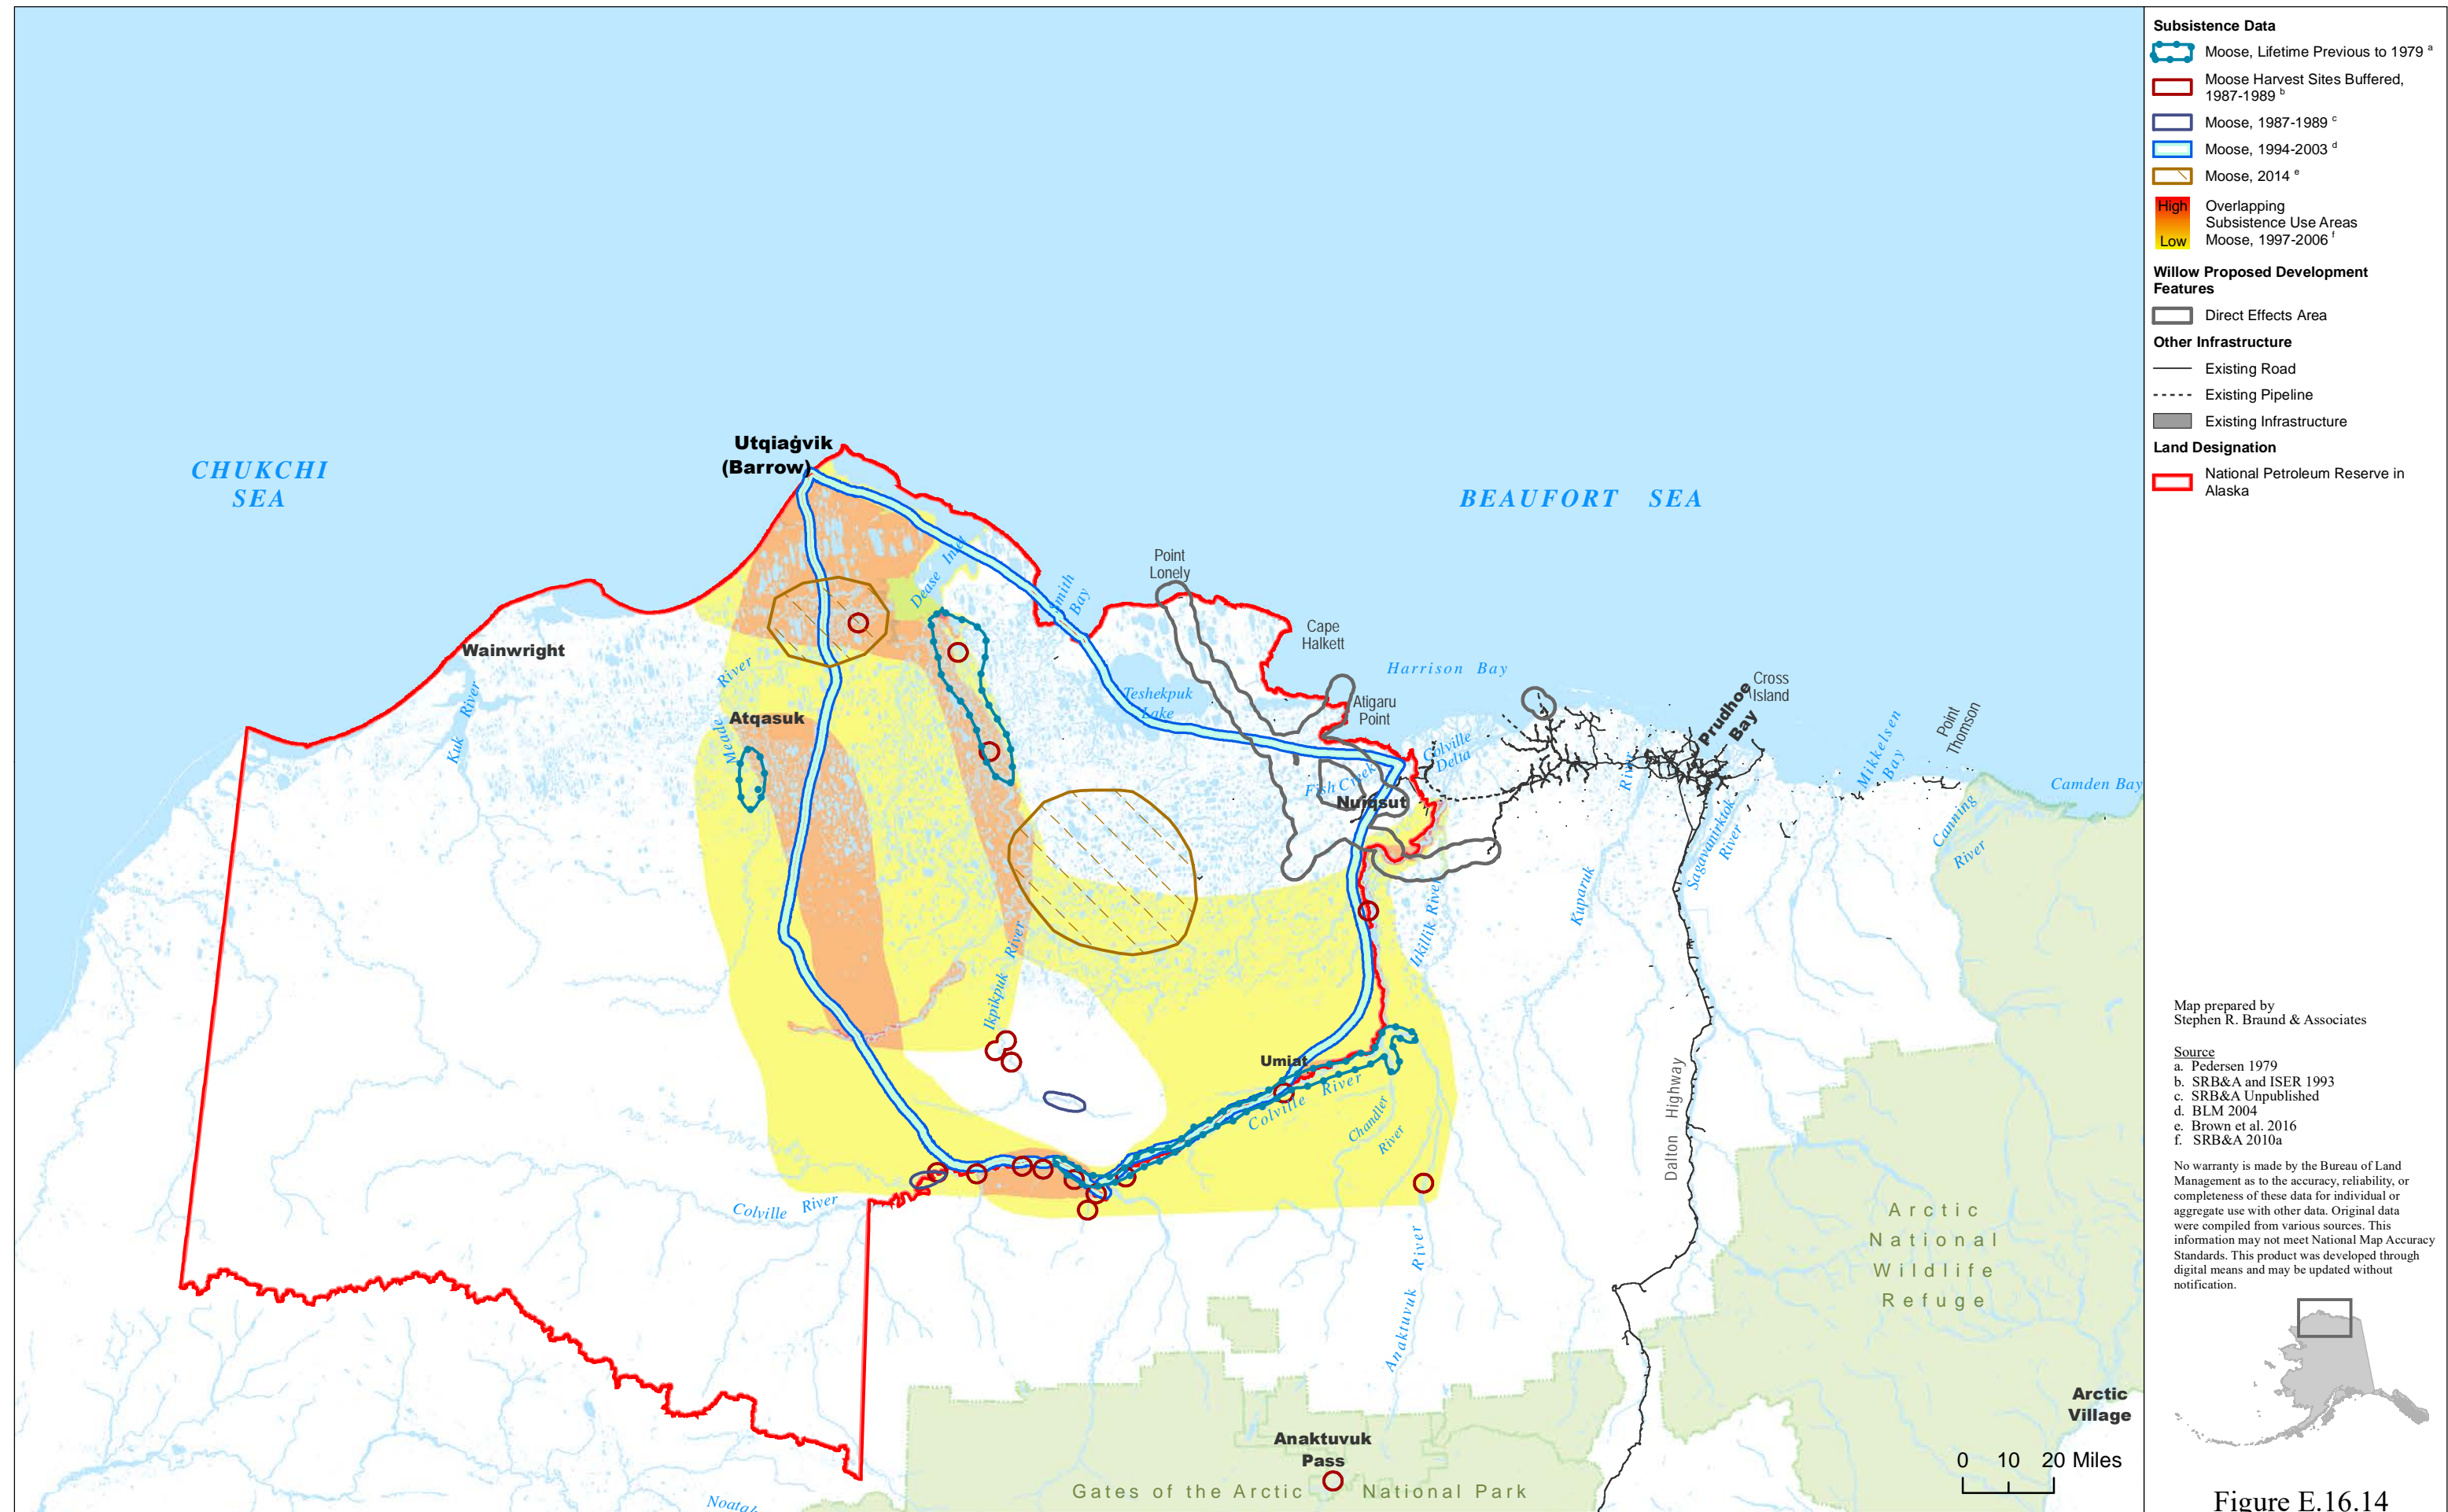 Utqiaġvik
(Barrow)
CHUKCHI
SEA
BEAUFORT SEA
Wainwright
Kuk River
Meade River
Atqasuk
Dease Inlet
Smith
Bay
Point
Lonely
Cape
Halkett
Harrison Bay
Teshekpuk
Lake
Atigaru
Point
Colville
Delta
Fish Creek
Nuiqsut
Cross
Island
Prudhoe
Bay
Mikkelsen
Bay
Point
Thomson
Camden Bay
Canning
River
Sagavanirktok
River
River
Kuparuk
Itkillik River
Ikpikpuk River
Umiat
Colville River
Chandler
River
Colville River
Anaktuvuk River
Dalton Highway
Arctic
National
Wildlife
Refuge
Arctic
Village
Anaktuvuk
Pass
Gates of the Arctic National Park
Noatak
0 10 20 Miles
Subsistence Data
Moose, Lifetime Previous to 1979 a
Moose Harvest Sites Buffered,
1987-1989 b
Moose, 1987-1989 c
Moose, 1994-2003 d
Moose, 2014 e
High
Low
Overlapping
Subsistence Use Areas
Moose, 1997-2006 f
Willow Proposed Development
Features
Direct Effects Area
Other Infrastructure
Existing Road
Existing Pipeline
Existing Infrastructure
Land Designation
National Petroleum Reserve in
Alaska
Map prepared by
Stephen R. Braund & Associates
Source
a. Pedersen 1979
b. SRB&A and ISER 1993
c. SRB&A Unpublished
d. BLM 2004
e. Brown et al. 2016
f. SRB&A 2010a
No warranty is made by the Bureau of Land
Management as to the accuracy, reliability, or
completeness of these data for individual or
aggregate use with other data. Original data
were compiled from various sources. This
information may not meet National Map Accuracy
Standards. This product was developed through
digital means and may be updated without
notification.
Figure E.16.14